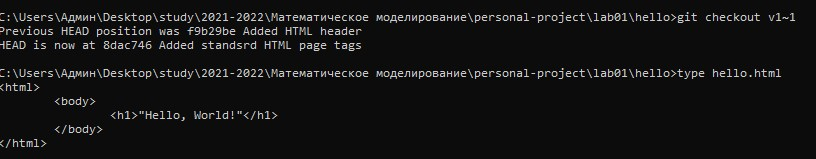 C:\Users\Админ\Desktop\study\2021-2022\Математическое моделирование\personal-project\lab01\hello>git checkout v1~1
Previous HEAD position was f9b29be Added HTML header
HEAD is now at 8dac746 Added standsrd HTML page tags
C:\Users\Админ\Desktop\study\2021-2022\Математическое моделирование\personal-project\lab01\hello>type hello.html
<html>
<body>
<h1>"Hello, World!"</h1>
</body>
</html>